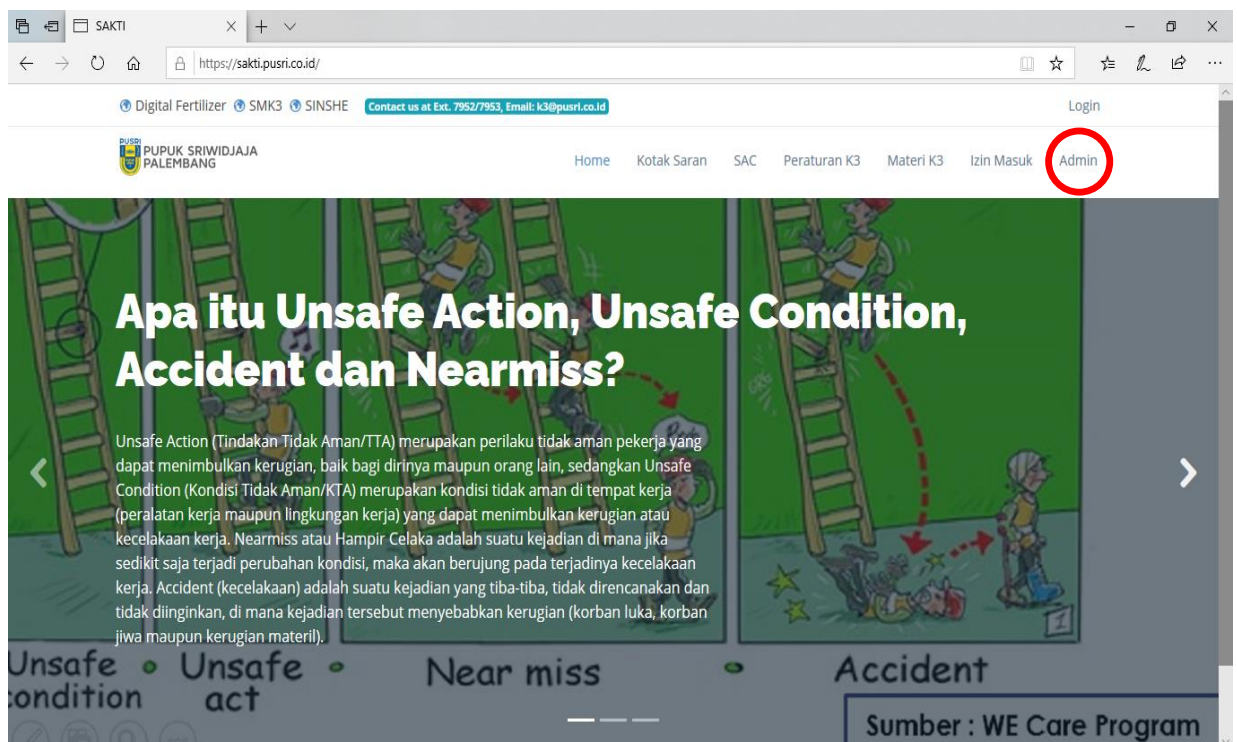 SAKTI
https://sakti.pusri.co.id/
Digital Fertilizer SMK3 SINSHE Contact us at Ext. 7952/7953, Email: k3@pusri.co.id Login
PUSRI
PUPUK SRIWIDJAJA
PALEMBANG
Home Kotak Saran SAC Peraturan K3 Materi K3 Izin Masuk Admin
Apa itu Unsafe Action, Unsafe Condition,
Accident dan Nearmiss?
Unsafe Action (Tindakan Tidak Aman/TTA) merupakan perilaku tidak aman pekerja yang
dapat menimbulkan kerugian, baik bagi dirinya maupun orang lain, sedangkan Unsafe
Condition (Kondisi Tidak Aman/KTA) merupakan kondisi tidak aman di tempat kerja
(peralatan kerja maupun lingkungan kerja) yang dapat menimbulkan kerugian atau
kecelakaan kerja. Nearmiss atau Hampir Celaka adalah suatu kejadian di mana jika
sedikit saja terjadi perubahan kondisi, maka akan berujung pada terjadinya kecelakaan
kerja. Accident (kecelakaan) adalah suatu kejadian yang tiba-tiba, tidak direncanakan dan
tidak diinginkan, di mana kejadian tersebut menyebabkan kerugian (korban luka, korban
jiwa maupun kerugian materil).
Unsafe Unsafe Near miss Accident
condition act
1
Sumber : WE Care Program